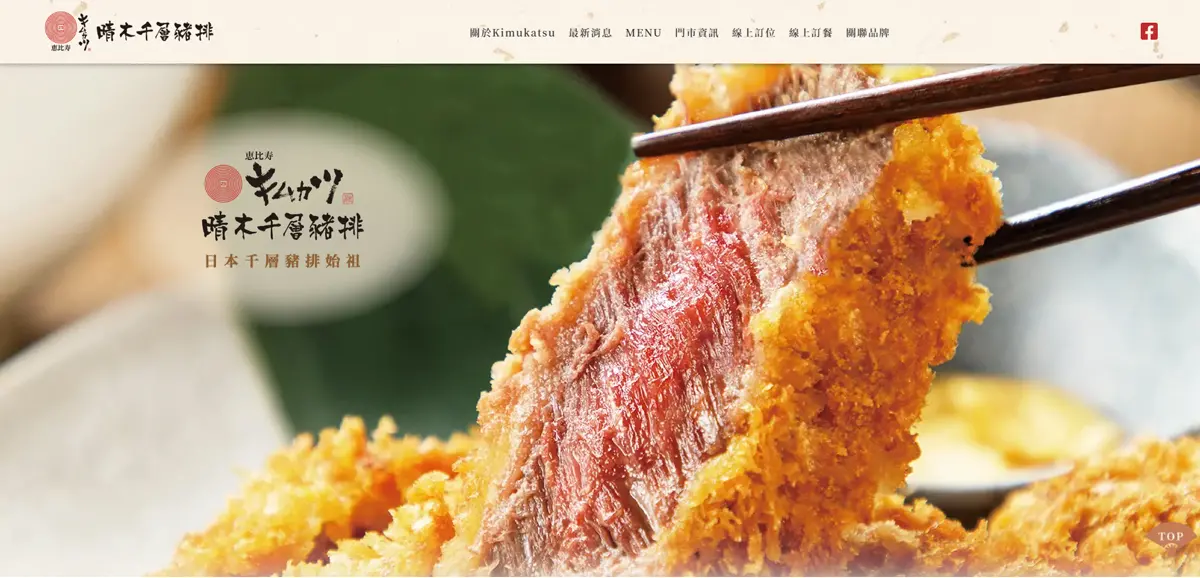 恵比寿
キムカツ
晴木千層豬排
關於Kimukatsu
最新消息
MENU
門市資訊
線上訂位
線上訂餐
關聯品牌
恵比寿
キムカツ
晴木千層豬排
日本千層豬排始祖
TOP